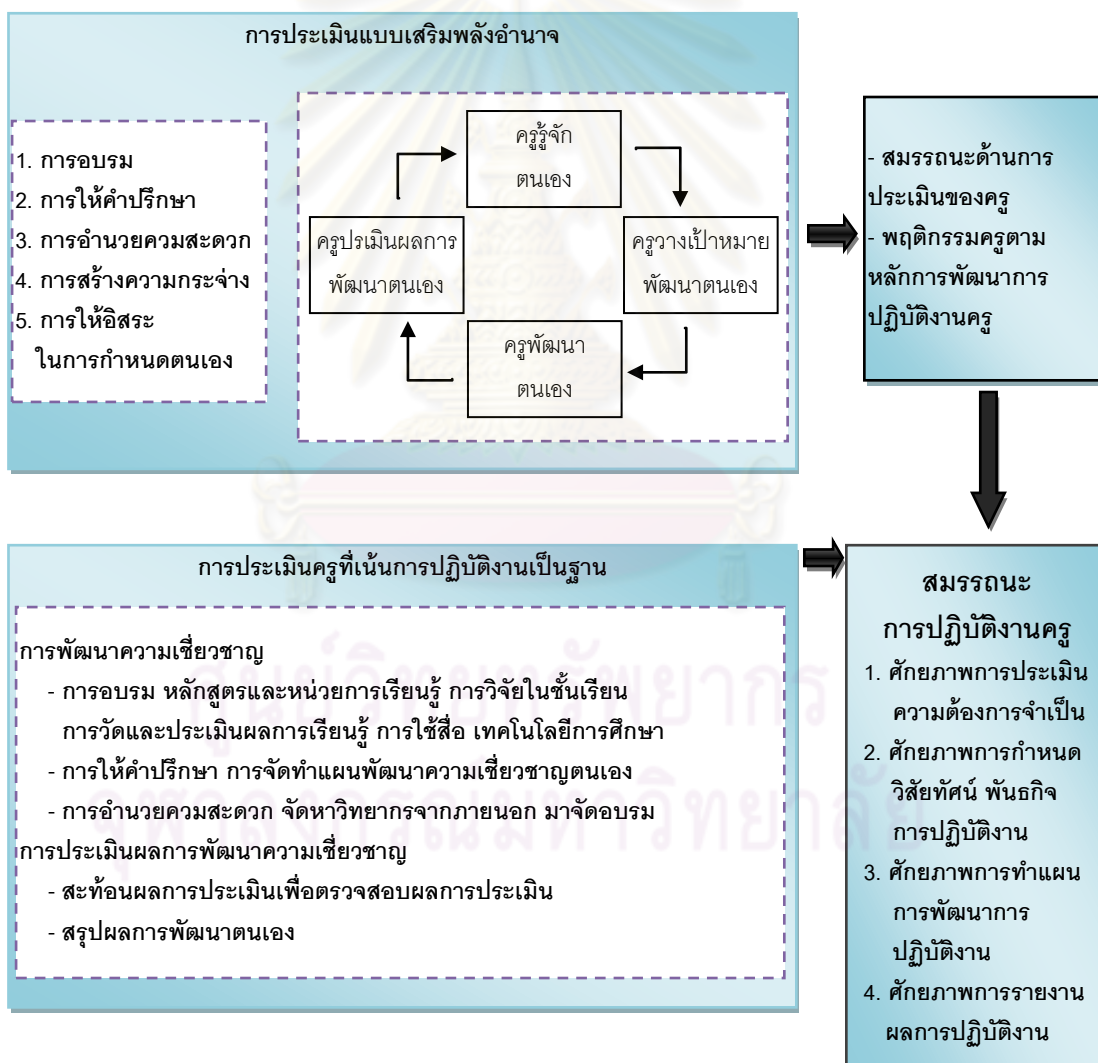 การประเมินแบบเสริมพลังอำนาจ
1. การอบรม
2. การให้คำปรึกษา
3. การอำนวยควมสะดวก
4. การสร้างความกระจ่าง
5. การให้อิสระ
ในการกำหนดตนเอง
ครูรู้จัก
ตนเอง
ครูวางเป้าหมาย
พัฒนาตนเอง
ครูพัฒนา
ตนเอง
ครูปรเมินผลการ
พัฒนาตนเอง
- สมรรถนะด้านการ
ประเมินของครู
- พฤติกรรมครูตาม
หลักการพัฒนาการ
ปฏิบัติงานครู
การประเมินครูที่เน้นการปฏิบัติงานเป็นฐาน
การพัฒนาความเชี่ยวชาญ
- การอบรม หลักสูตรและหน่วยการเรียนรู้ การวิจัยในชั้นเรียน
การวัดและประเมินผลการเรียนรู้ การใช้สื่อ เทคโนโลยีการศึกษา
- การให้คำปรึกษา การจัดทำแผนพัฒนาความเชี่ยวชาญตนเอง
- การอำนวยควมสะดวก จัดหาวิทยากรจากภายนอก มาจัดอบรม
การประเมินผลการพัฒนาความเชี่ยวชาญ
- สะท้อนผลการประเมินเพื่อตรวจสอบผลการประเมิน
- สรุปผลการพัฒนาตนเอง
สมรรถนะ
การปฏิบัติงานครู
1. ศักยภาพการประเมิน
ความต้องการจำเป็น
2. ศักยภาพการกำหนด
วิสัยทัศน์ พันธกิจ
การปฏิบัติงาน
3. ศักยภาพการทำแผน
การพัฒนาการ
ปฏิบัติงาน
4. ศักยภาพการรายงาน
ผลการปฏิบัติงาน
ศูนย์วิทยทรัพยากร
จุฬาลงกรณ์มหาวิทยาลัย